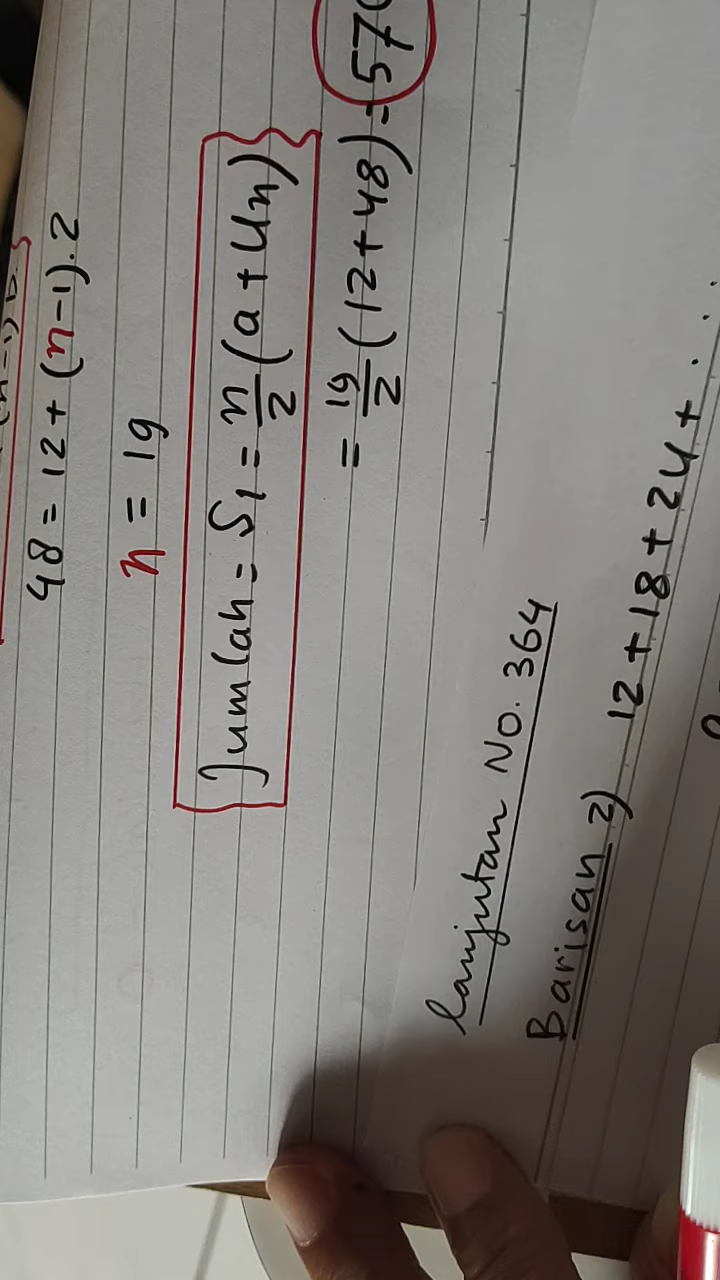 48 = 12 + (n-1).2
n = 19
Jumlah = S1 = n/2 (a + Un)
= 19/2 (12 + 48) = 57
Lanjutan No. 364
Barisan 2) 12 + 18 + 24 + ...